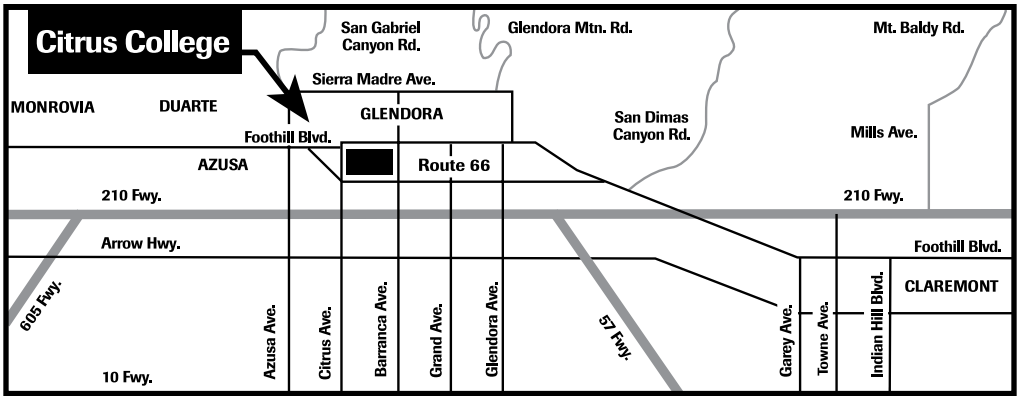 Citrus College
San Gabriel
Canyon Rd.
Glendora Mtn. Rd.
Mt. Baldy Rd.
Sierra Madre Ave.
MONROVIA
DUARTE
GLENDORA
San Dimas
Canyon Rd.
Mills Ave.
Foothill Blvd.
AZUSA
Route 66
210 Fwy.
210 Fwy.
Arrow Hwy.
Foothill Blvd.
CLAREMONT
605 Fwy.
Azusa Ave.
Citrus Ave.
Barranca Ave.
Grand Ave.
Glendora Ave.
57 Fwy.
Garey Ave.
Towne Ave.
Indian Hill Blvd.
10 Fwy.